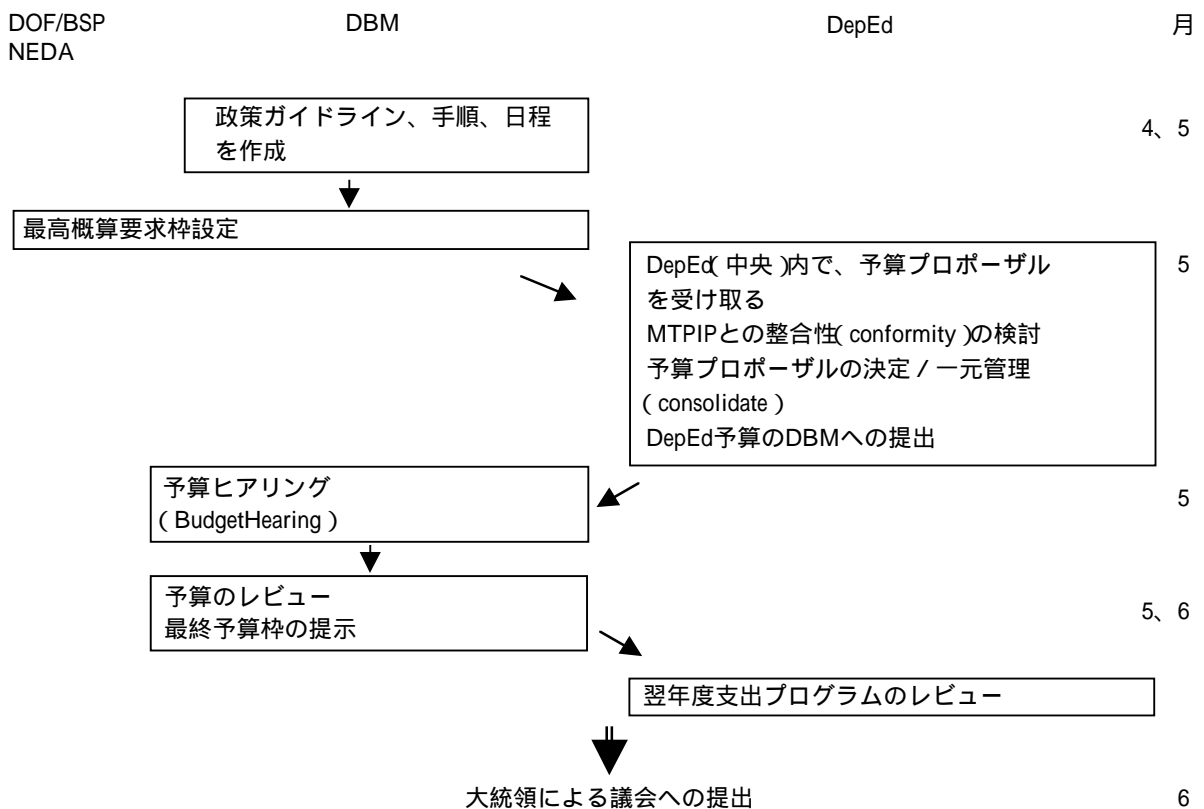 DOF/BSP DBM DepEd 月
NEDA
政策ガイドライン、手順、日程 4、5
を作成
最高概算要求枠設定
DepEd(中央)内で、予算プロポーザル 5
を受け取る
MTPIPとの整合性(conformity)の検討
予算プロポーザルの決定/一元管理
(consolidate)
DepEd予算のDBMへの提出
予算ヒアリング 5
(BudgetHearing)
予算のレビュー 5、6
最終予算枠の提示
翌年度支出プログラムのレビュー
大統領による議会への提出 6